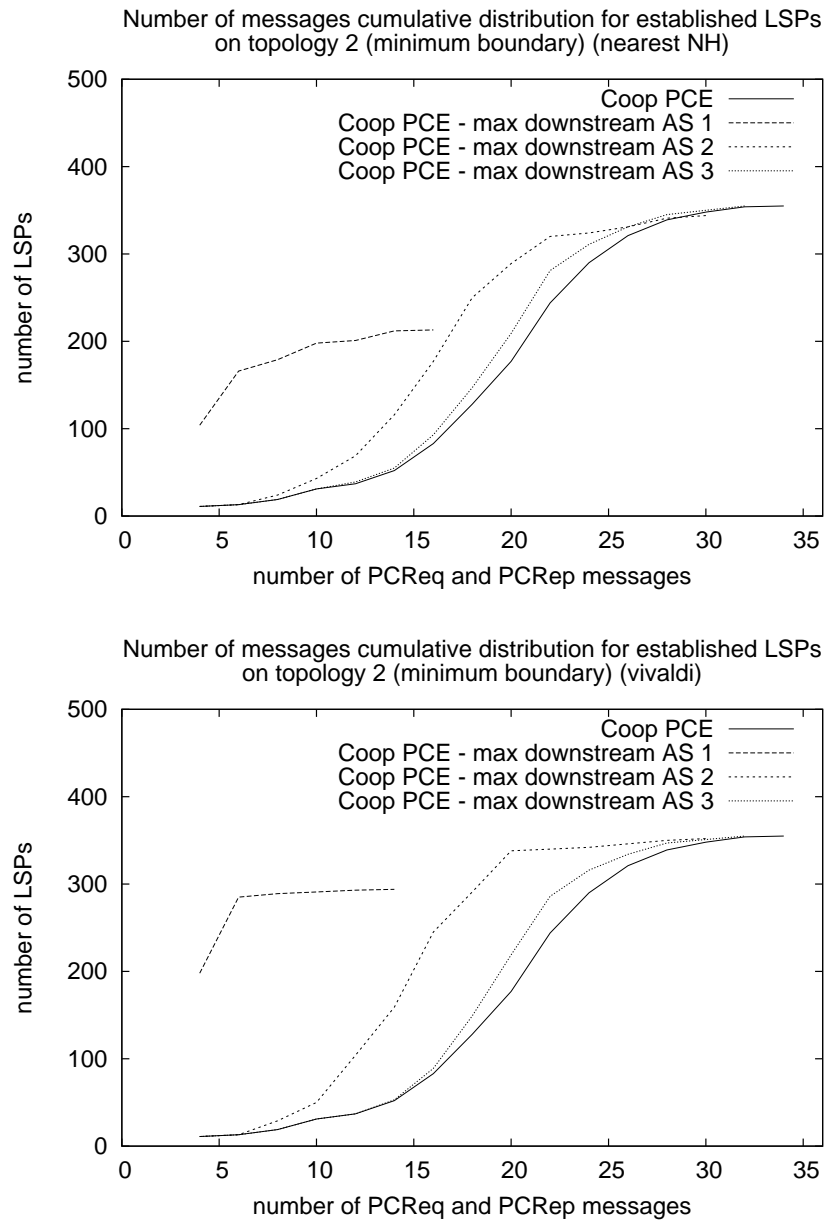 Number of messages cumulative distribution for established LSPs
on topology 2 (minimum boundary) (nearest NH)
500
400
300
200
100
0
number of LSPs
Coop PCE
Coop PCE - max downstream AS 1
Coop PCE - max downstream AS 2
Coop PCE - max downstream AS 3
0 5 10 15 20 25 30 35
number of PCReq and PCRep messages
Number of messages cumulative distribution for established LSPs
on topology 2 (minimum boundary) (vivaldi)
500
400
300
200
100
0
number of LSPs
Coop PCE
Coop PCE - max downstream AS 1
Coop PCE - max downstream AS 2
Coop PCE - max downstream AS 3
0 5 10 15 20 25 30 35
number of PCReq and PCRep messages